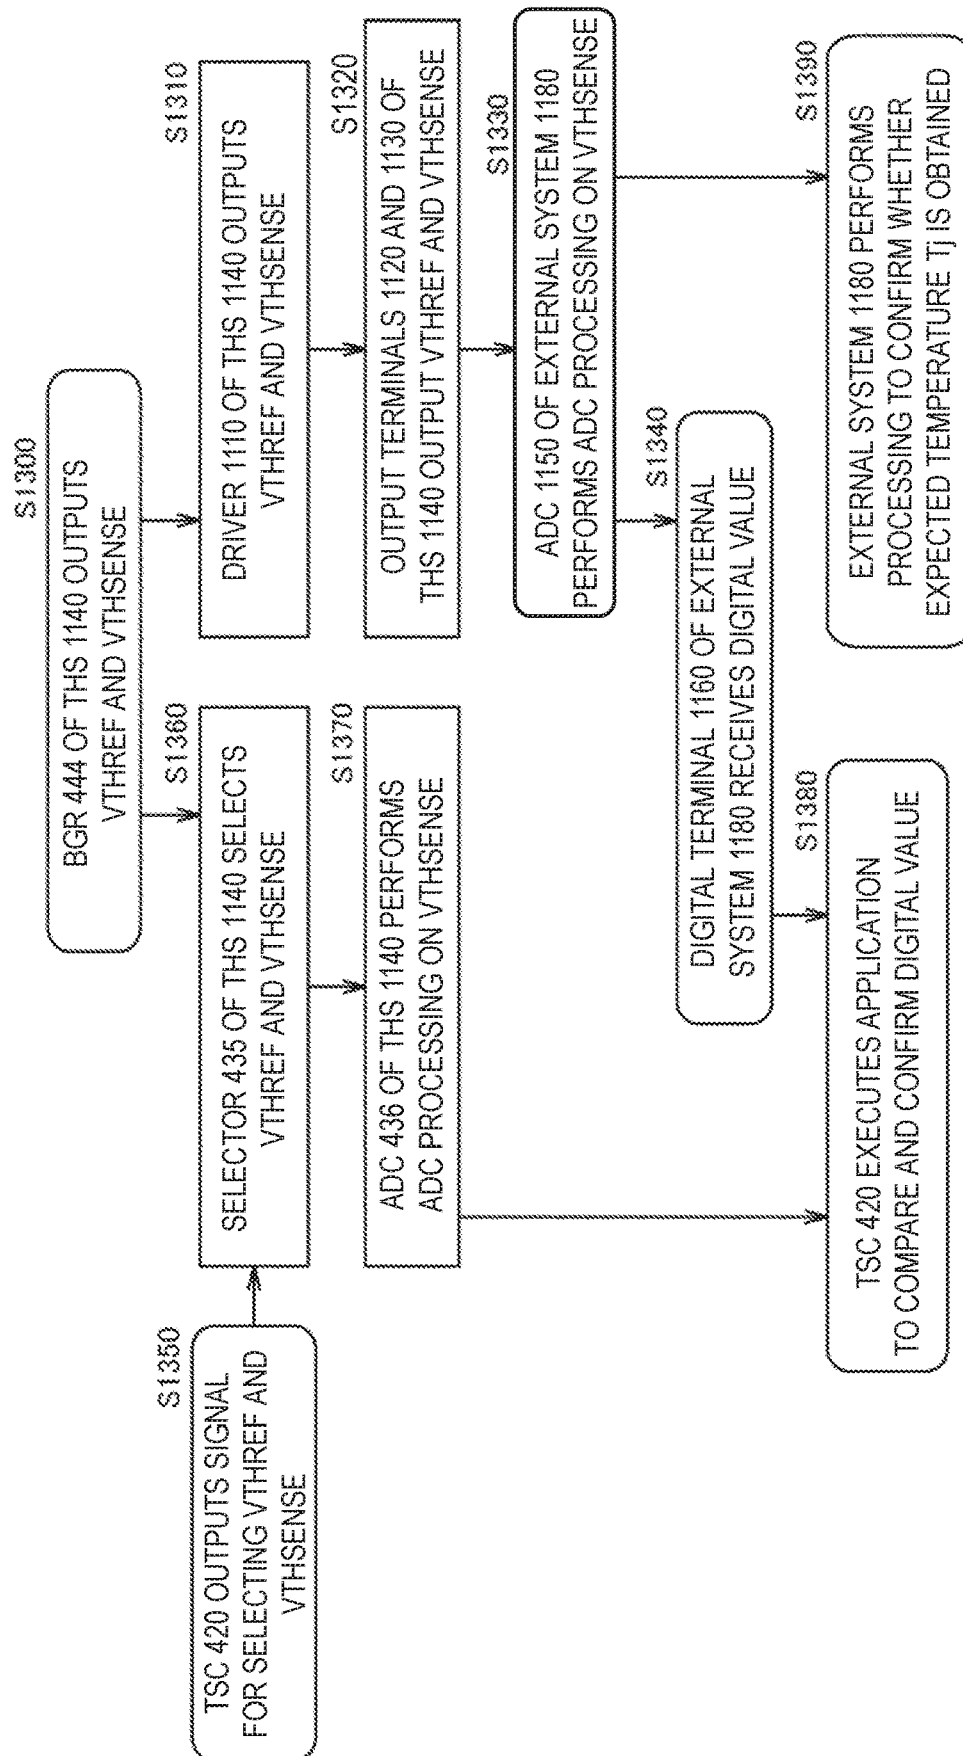 S1300
BGR 444 OF THS 1140 OUTPUTS
VTHREF AND VTHSENSE
S1310
DRIVER 1110 OF THS 1140 OUTPUTS
VTHREF AND VTHSENSE
S1320
OUTPUT TERMINALS 1120 AND 1130 OF
THS 1140 OUTPUT VTHREF AND VTHSENSE
S1330
ADC 1150 OF EXTERNAL SYSTEM 1180
PERFORMS ADC PROCESSING ON VTHSENSE
S1340
DIGITAL TERMINAL 1160 OF EXTERNAL
SYSTEM 1180 RECEIVES DIGITAL VALUE
S1350
TSC 420 OUTPUTS SIGNAL
FOR SELECTING VTHREF AND
VTHSENSE
S1360
SELECTOR 435 OF THS 1140 SELECTS
VTHREF AND VTHSENSE
S1370
ADC 436 OF THS 1140 PERFORMS
ADC PROCESSING ON VTHSENSE
S1380
TSC 420 EXECUTES APPLICATION
TO COMPARE AND CONFIRM DIGITAL VALUE
S1390
EXTERNAL SYSTEM 1180 PERFORMS
PROCESSING TO CONFIRM WHETHER
EXPECTED TEMPERATURE Tj IS OBTAINED